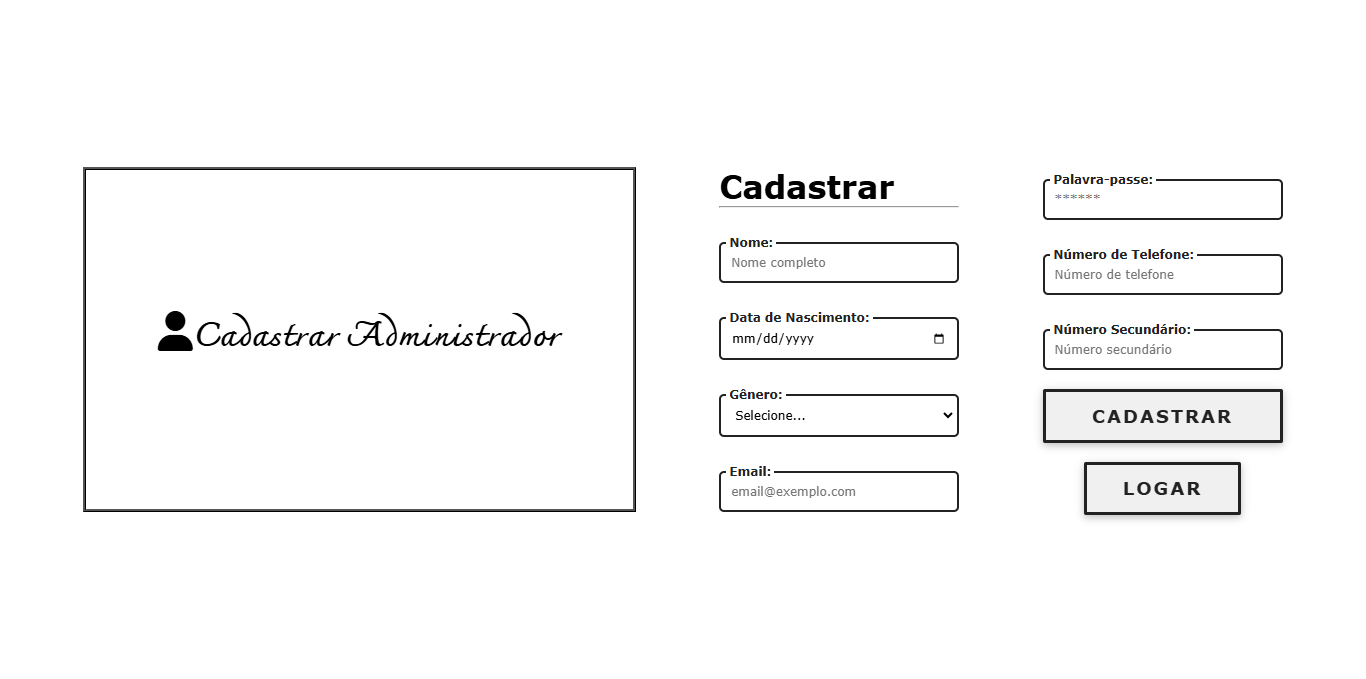 Cadastrar Administrador
Cadastrar
Nome:
Nome completo
Data de Nascimento:
mm/dd/yyyy
Gênero:
Selecione...
Email:
email@exemplo.com
Palavra-passe:
******
Número de Telefone:
Número de telefone
Número Secundário:
Número secundário
CADASTRAR
LOGAR